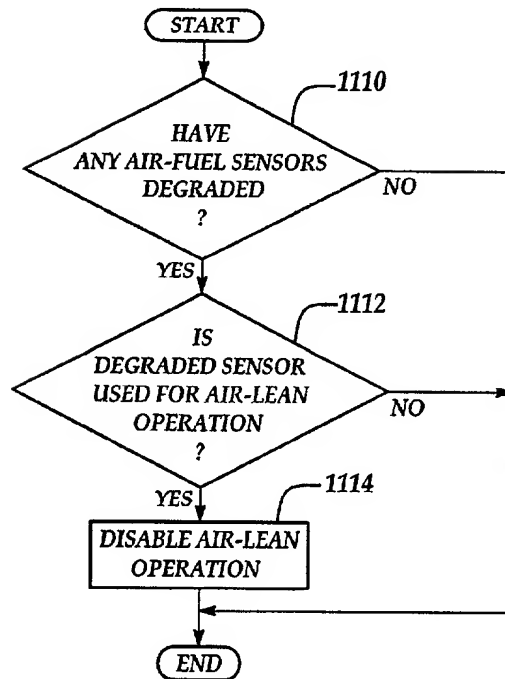 START
1110
HAVE
ANY AIR-FUEL SENSORS
DEGRADED
?
NO
YES
1112
IS
DEGRADED SENSOR
USED FOR AIR-LEAN
OPERATION
?
NO
YES
1114
DISABLE AIR-LEAN
OPERATION
END